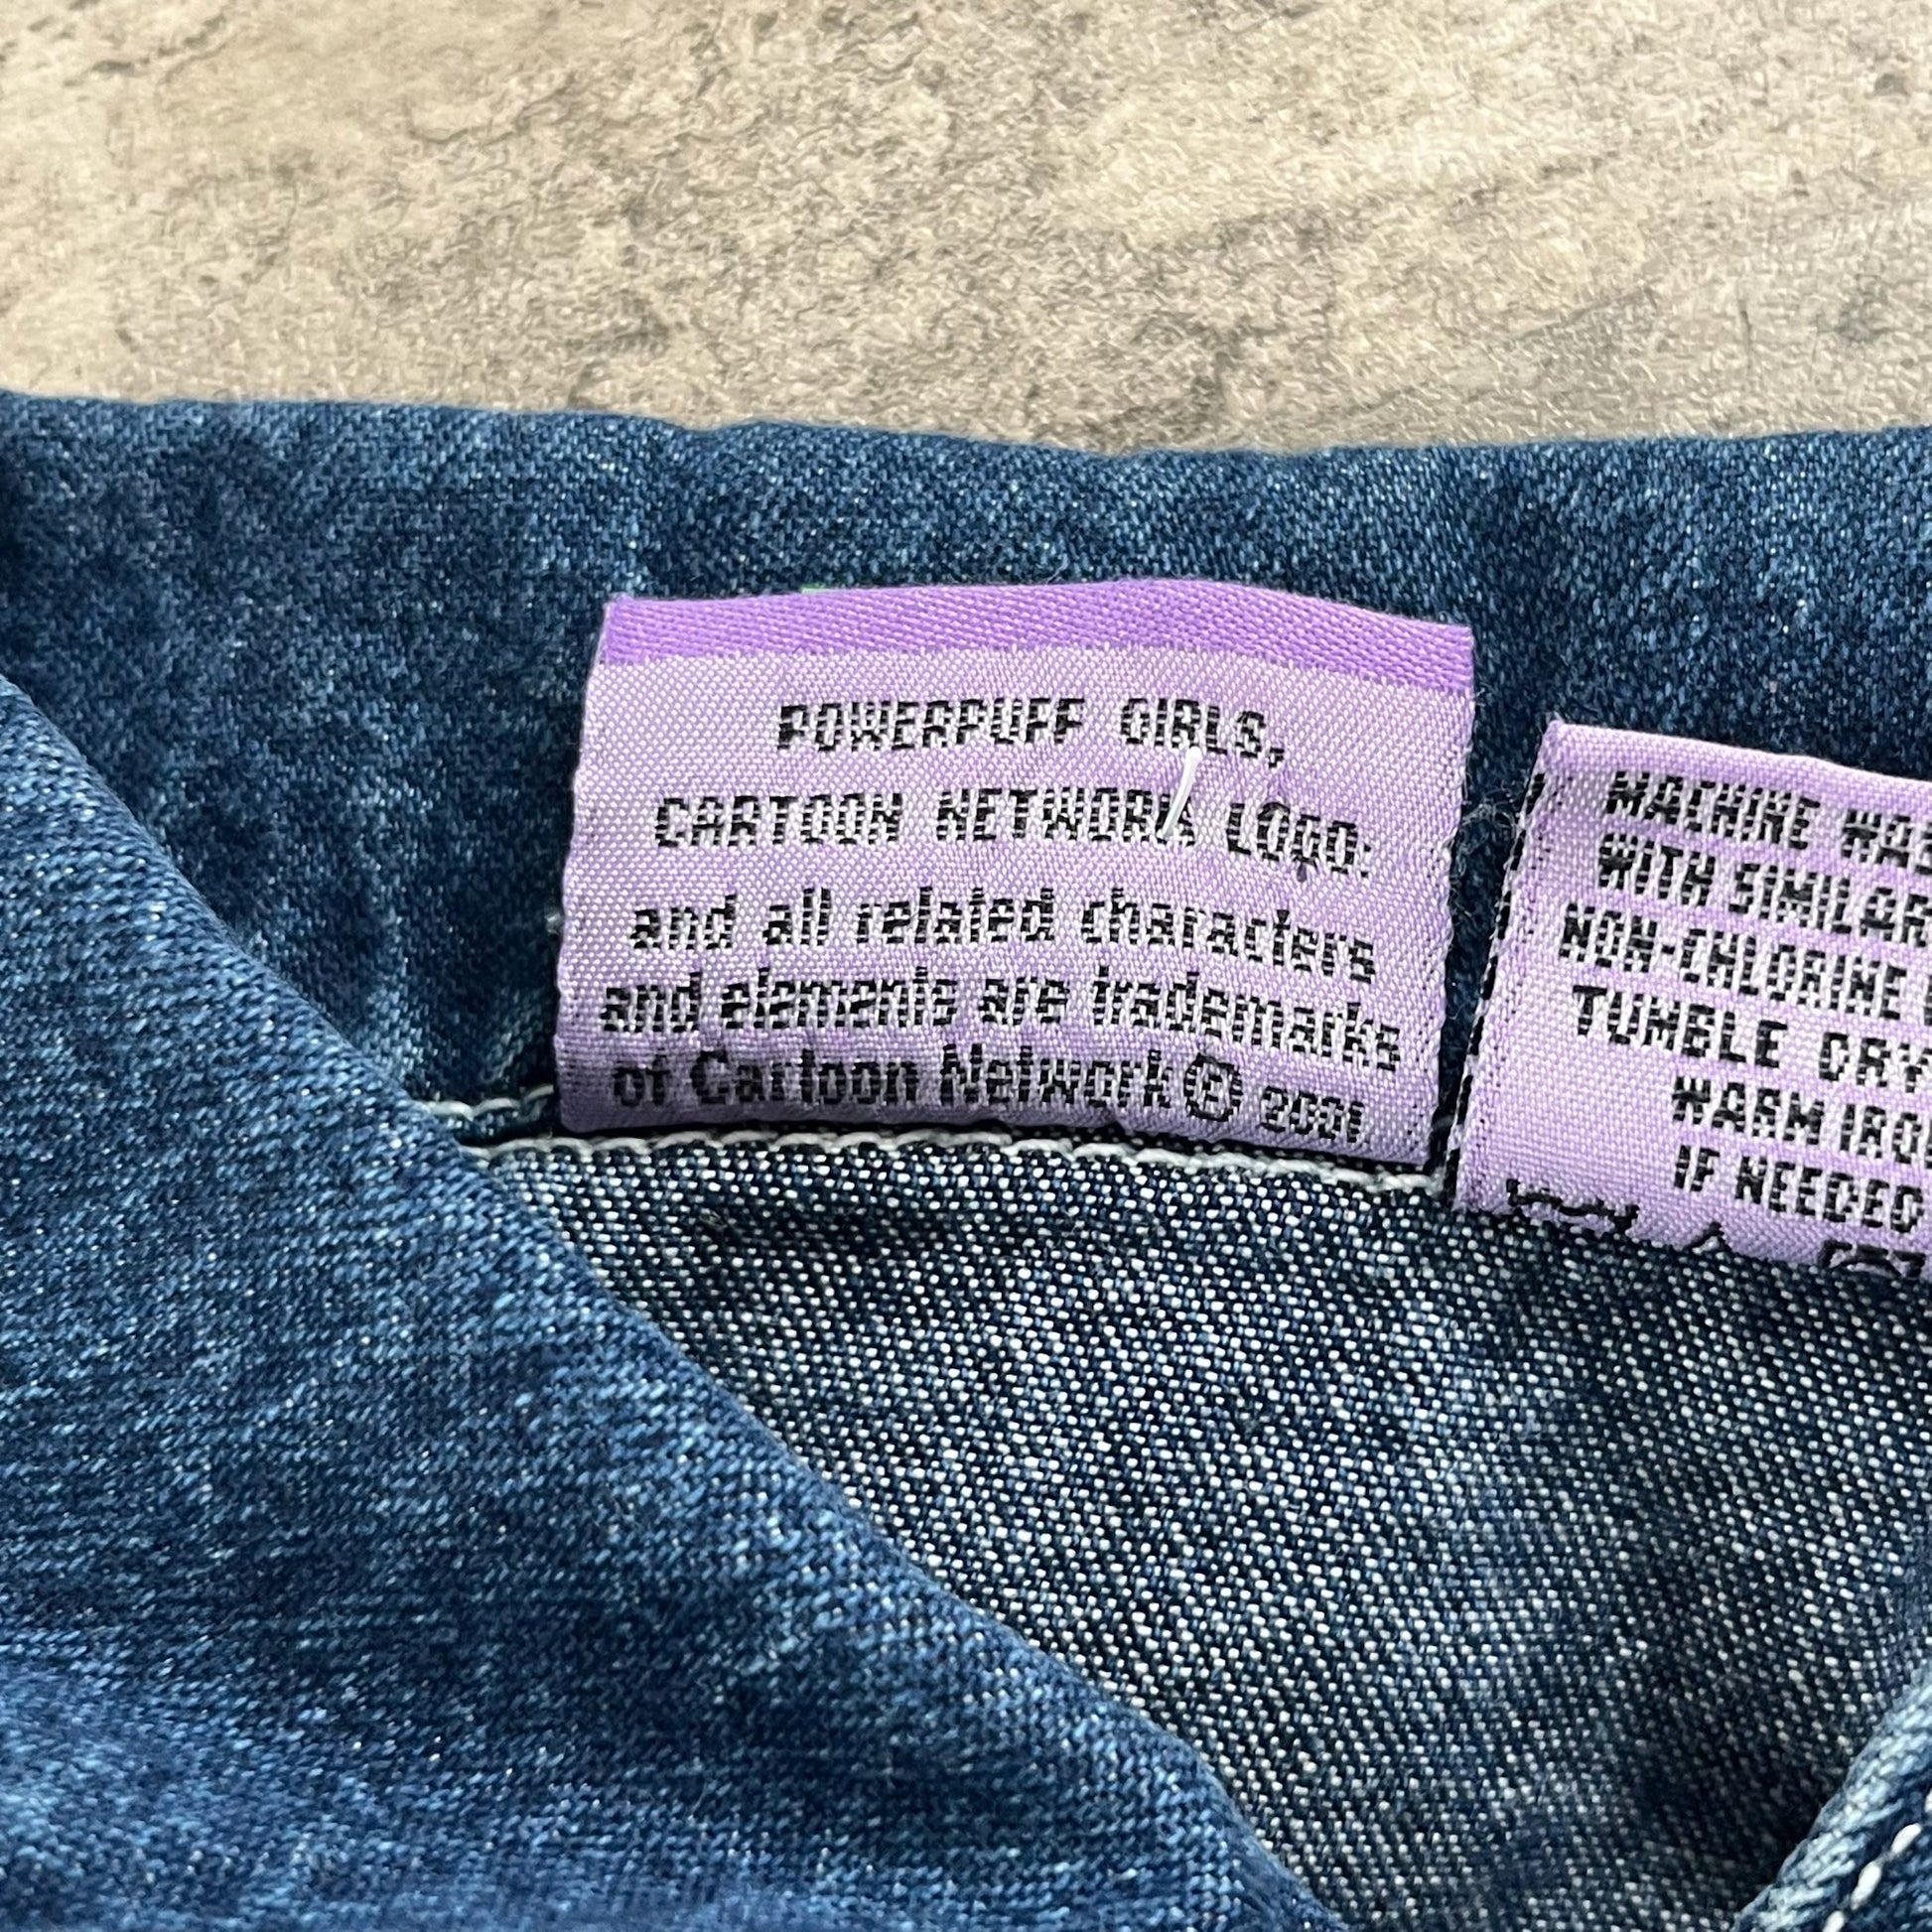 POWERPUFF GIRLS,
CARTOON NETWORK LOGO:
and all related characters
and elements are trademarks
of Cartoon Network © 2001
MACHINE WA
WITH SIMILAR
NON-CHLORINE
TUMBLE DRY
WARM IRO
IF NEEDED